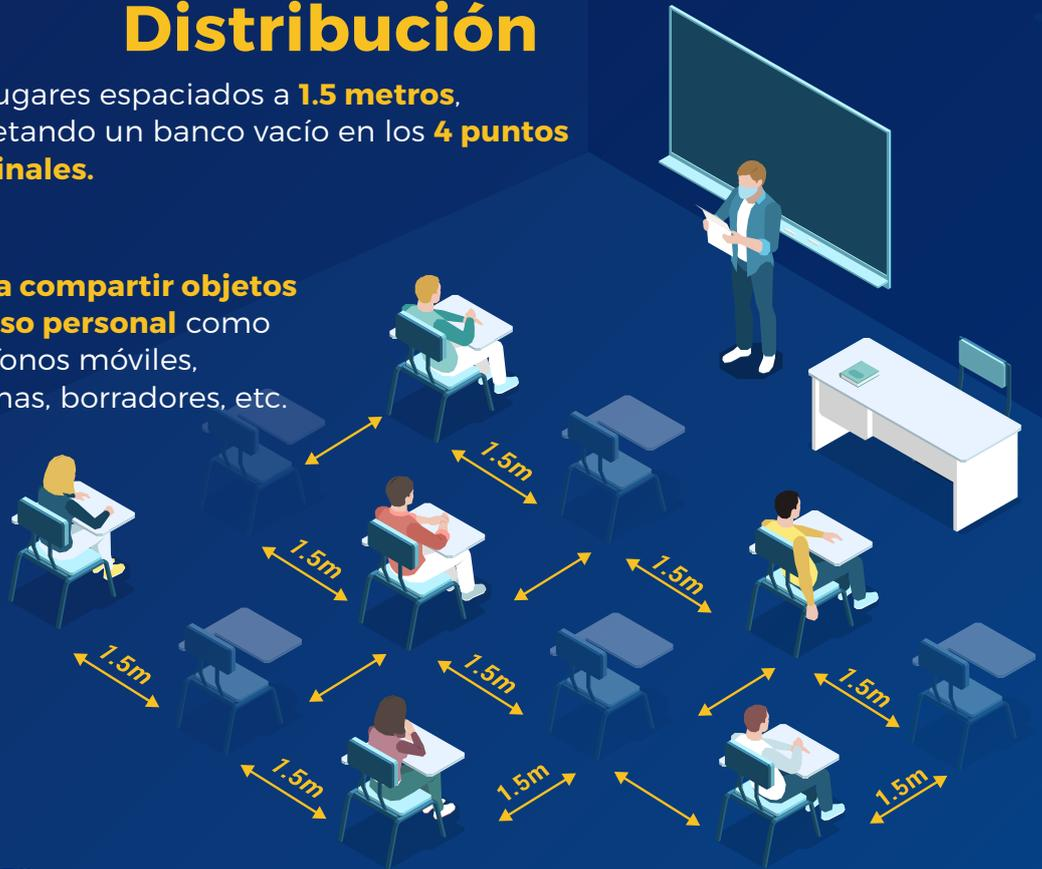 Distribución
ugares espaciados a 1.5 metros,
etando un banco vacío en los 4 puntos
inales.
a compartir objetos
so personal como
fonos móviles,
nas, borradores, etc.
1.5m
1.5m
1.5m
1.5m
1.5m
1.5m
1.5m
1.5m
1.5m